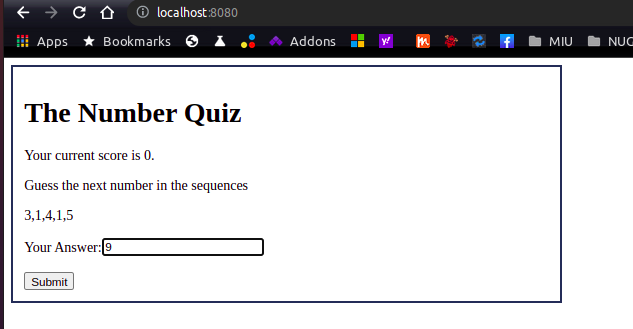 localhost:8080
Apps Bookmarks Addons MIU NUC
The Number Quiz
Your current score is 0.
Guess the next number in the sequences
3,1,4,1,5
Your Answer:9
Submit